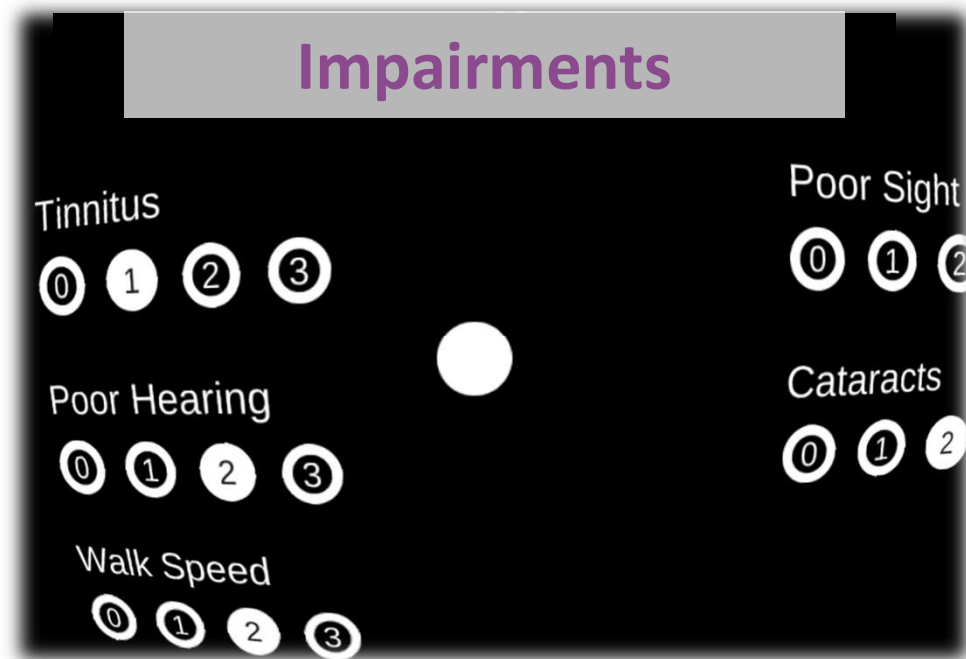 Impairments
Tinnitus
0 1 2 3
Poor Hearing
0 1 2 3
Walk Speed
0 1 2 3
Poor Sight
0 1 2
Cataracts
0 1 2